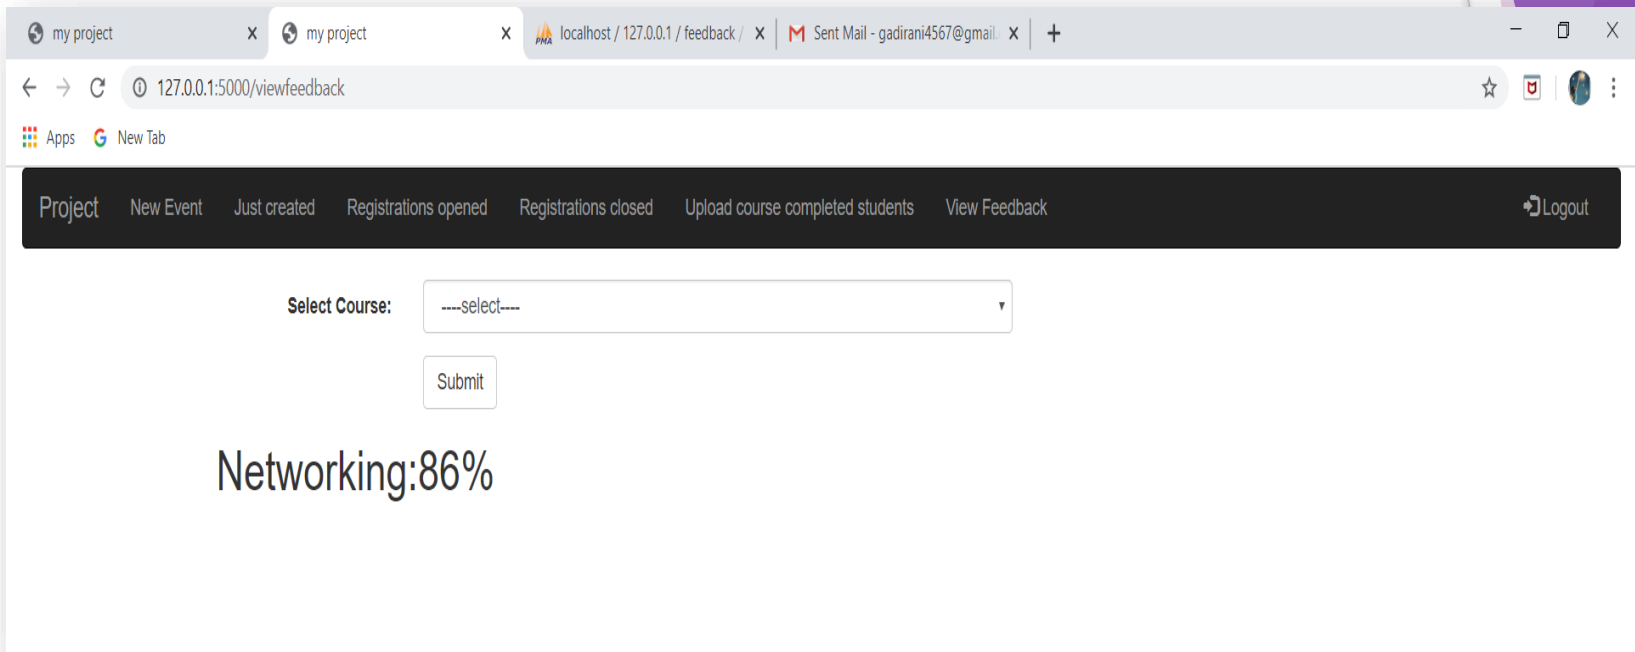 my project
my project
localhost / 127.0.0.1 / feedback /
Sent Mail - gadirani4567@gmail.
127.0.0.1:5000/viewfeedback
Apps
New Tab
Project New Event Just created Registrations opened Registrations closed Upload course completed students View Feedback Logout
Select Course: ----select----
Submit
Networking:86%